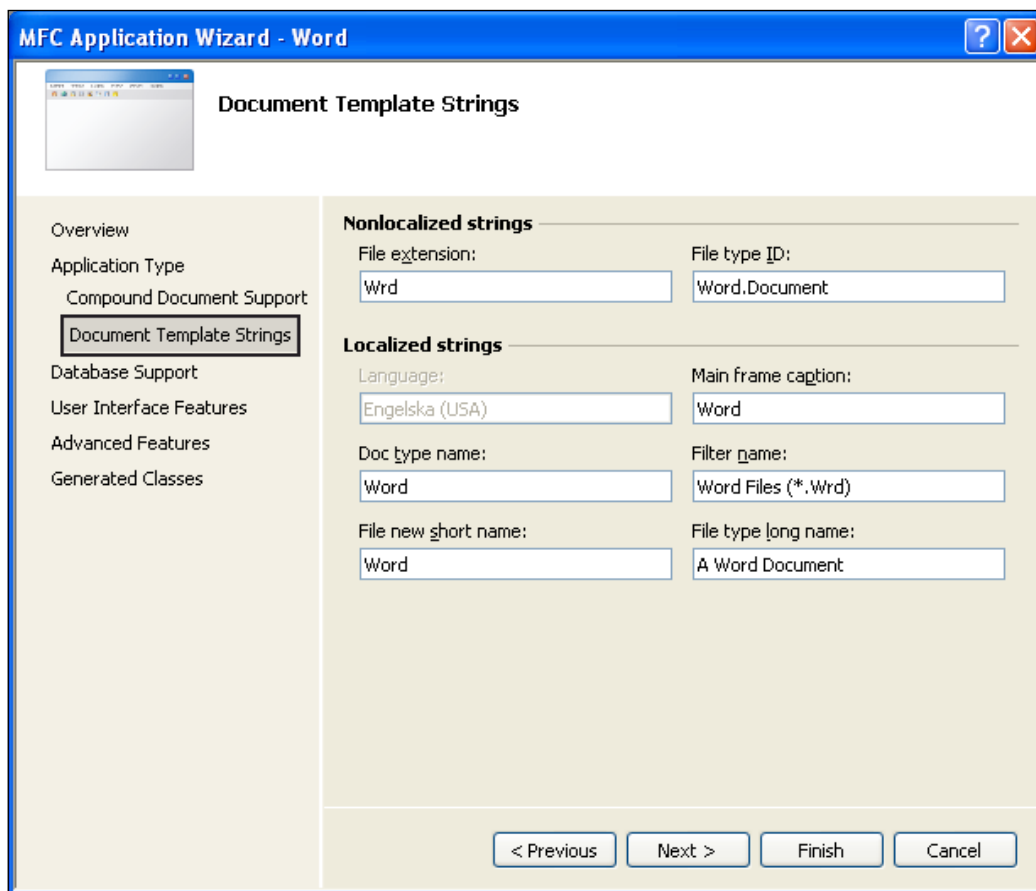 MFC Application Wizard - Word
Document Template Strings
Overview
Application Type
Compound Document Support
Document Template Strings
Database Support
User Interface Features
Advanced Features
Generated Classes
Nonlocalized strings
File extension: File type ID:
Wrd Word.Document
Localized strings
Language: Main frame caption:
Engelska (USA) Word
Doc type name: Filter name:
Word Word Files (*.Wrd)
File new short name: File type long name:
Word A Word Document
< Previous Next > Finish Cancel